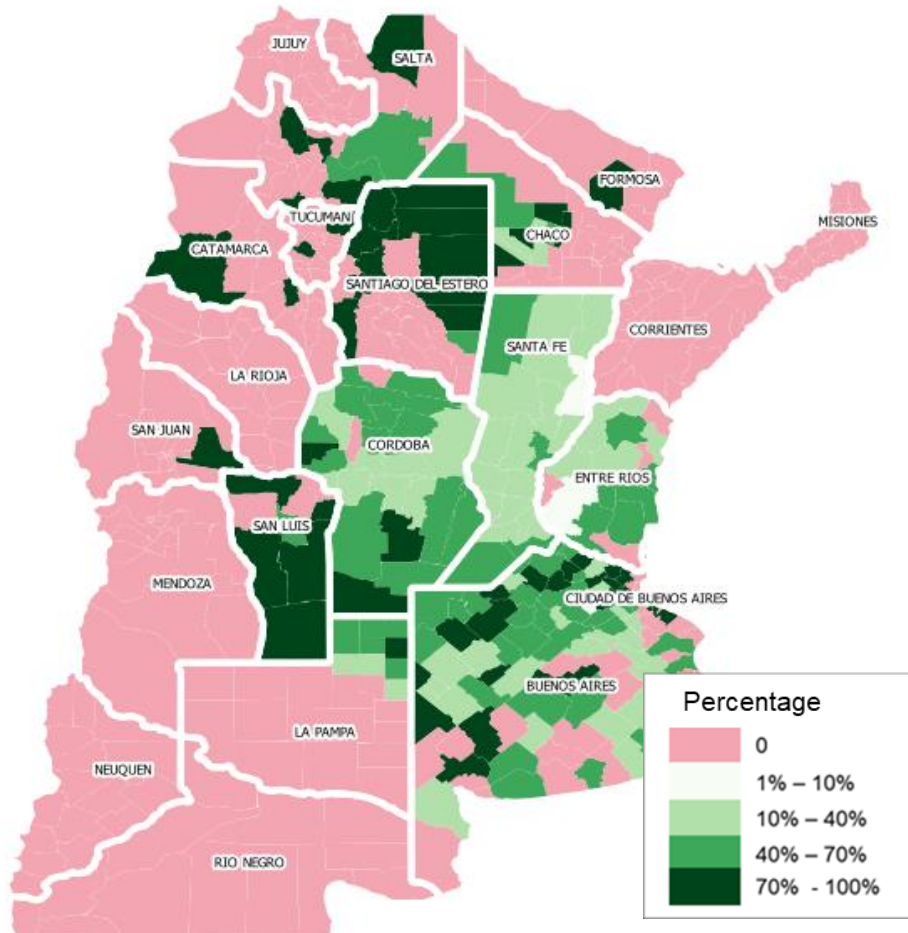 JUJUY
SALTA
FORMOSA
MISIONES
TUCUMAN
CHACO
CATAMARCA
SANTIAGO DEL ESTERO
CORRIENTES
SANTA FE
LA RIOJA
SAN JUAN
CORDOBA
ENTRE RIOS
SAN LUIS
MENDOZA
CIUDAD DE BUENOS AIRES
BUENOS AIRES
LA PAMPA
NEUQUEN
RIO NEGRO
Percentage
0
1% – 10%
10% – 40%
40% – 70%
70% - 100%